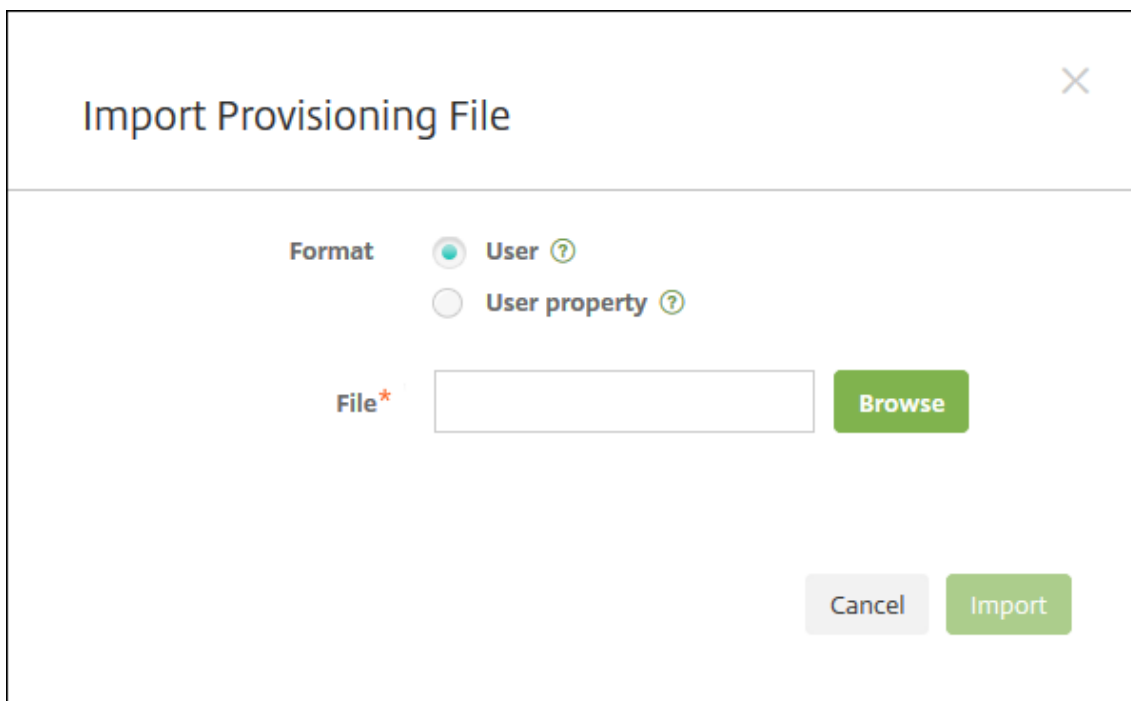 Import Provisioning File
Format User ?
User property ?
File* Browse
Cancel Import